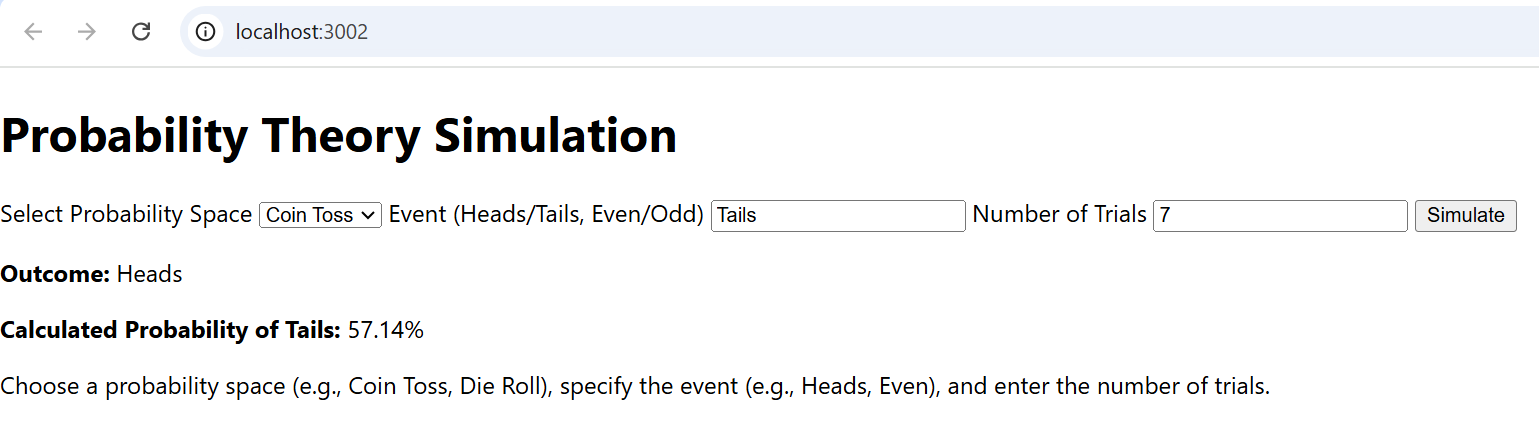 localhost:3002
Probability Theory Simulation
Select Probability Space Coin Toss Event (Heads/Tails, Even/Odd) Tails Number of Trials 7 Simulate
Outcome: Heads
Calculated Probability of Tails: 57.14%
Choose a probability space (e.g., Coin Toss, Die Roll), specify the event (e.g., Heads, Even), and enter the number of trials.